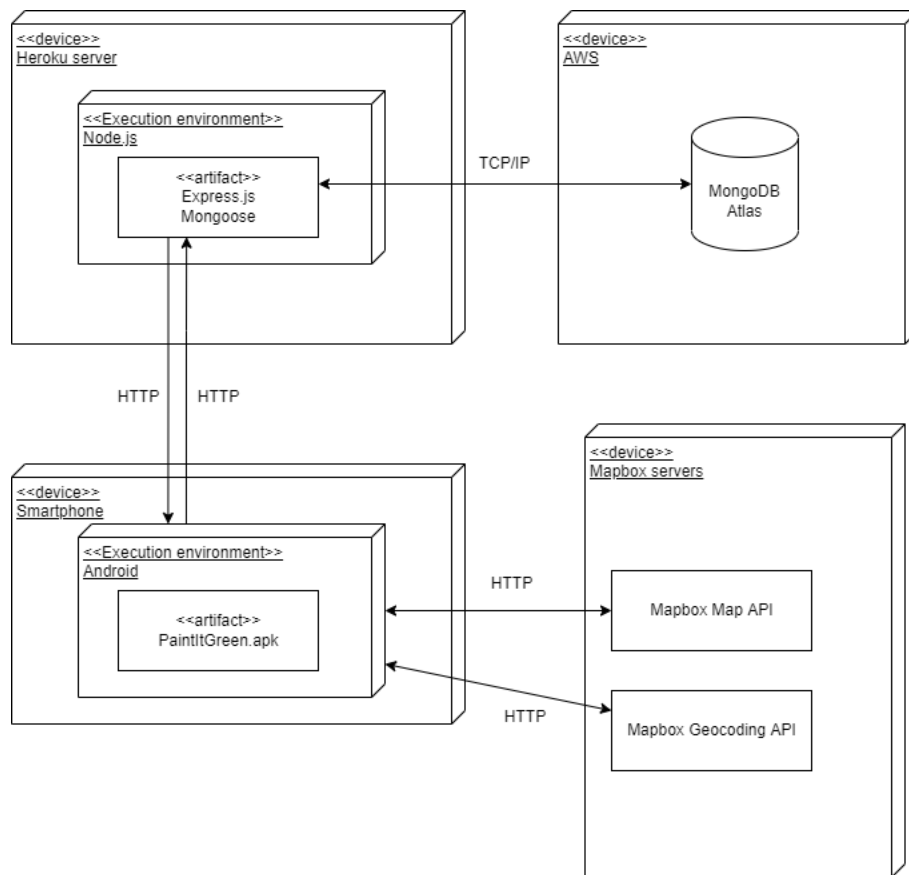 <<device>>
Heroku server
<<Execution environment>>
Node.js
<<artifact>>
Express.js
Mongoose
TCP/IP
<<device>>
AWS
MongoDB
Atlas
HTTP
HTTP
<<device>>
Smartphone
<<Execution environment>>
Android
<<artifact>>
PaintItGreen.apk
HTTP
HTTP
<<device>>
Mapbox servers
Mapbox Map API
Mapbox Geocoding API